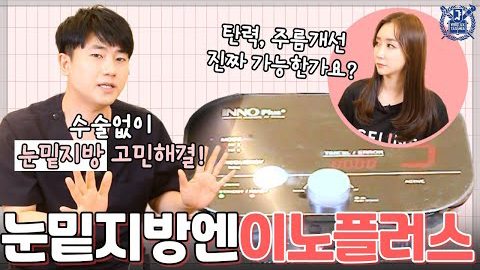 탄력, 주름개선
진짜 가능한가요?
수술없이
눈밑지방 고민해결!
INNO Plus
눈밑지방엔 이노플러스